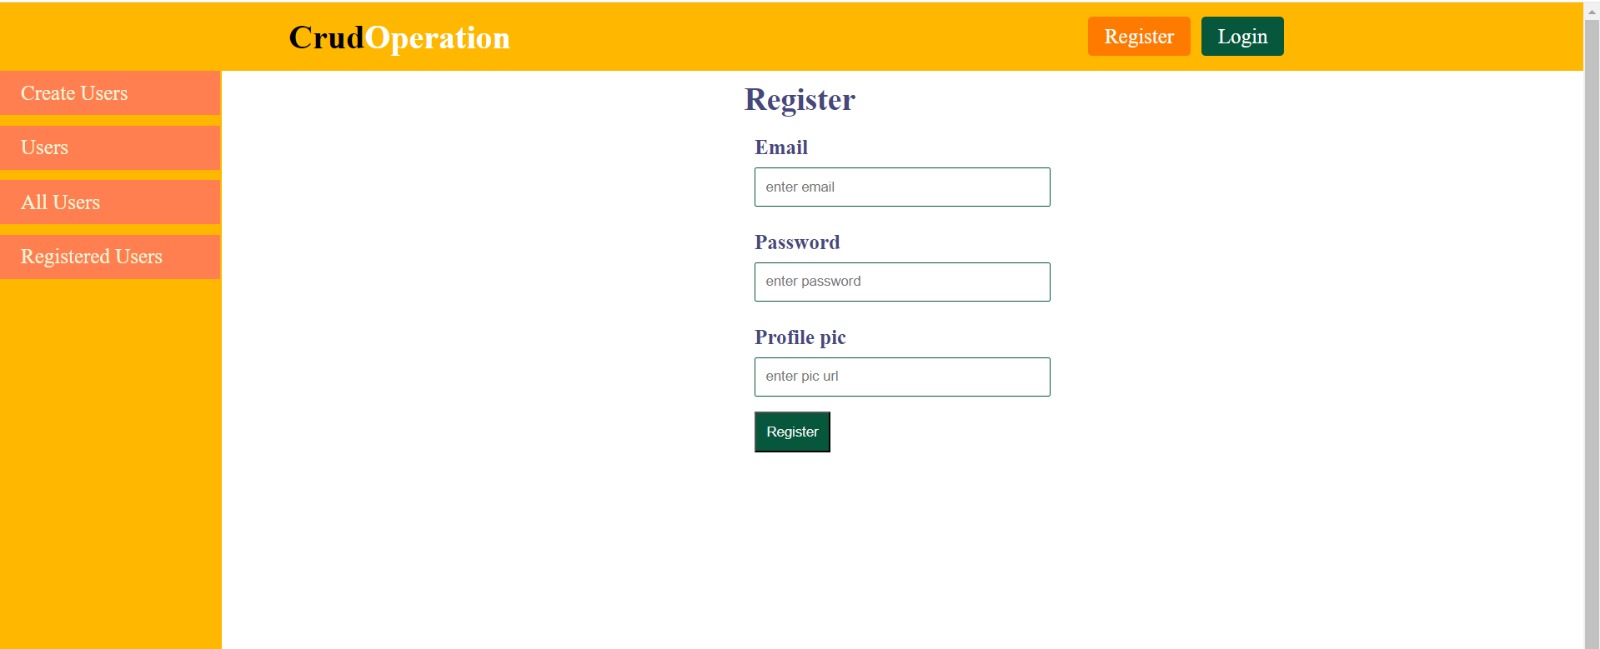 CrudOperation
Register
Login
Create Users
Users
All Users
Registered Users
Register
Email
enter email
Password
enter password
Profile pic
enter pic url
Register